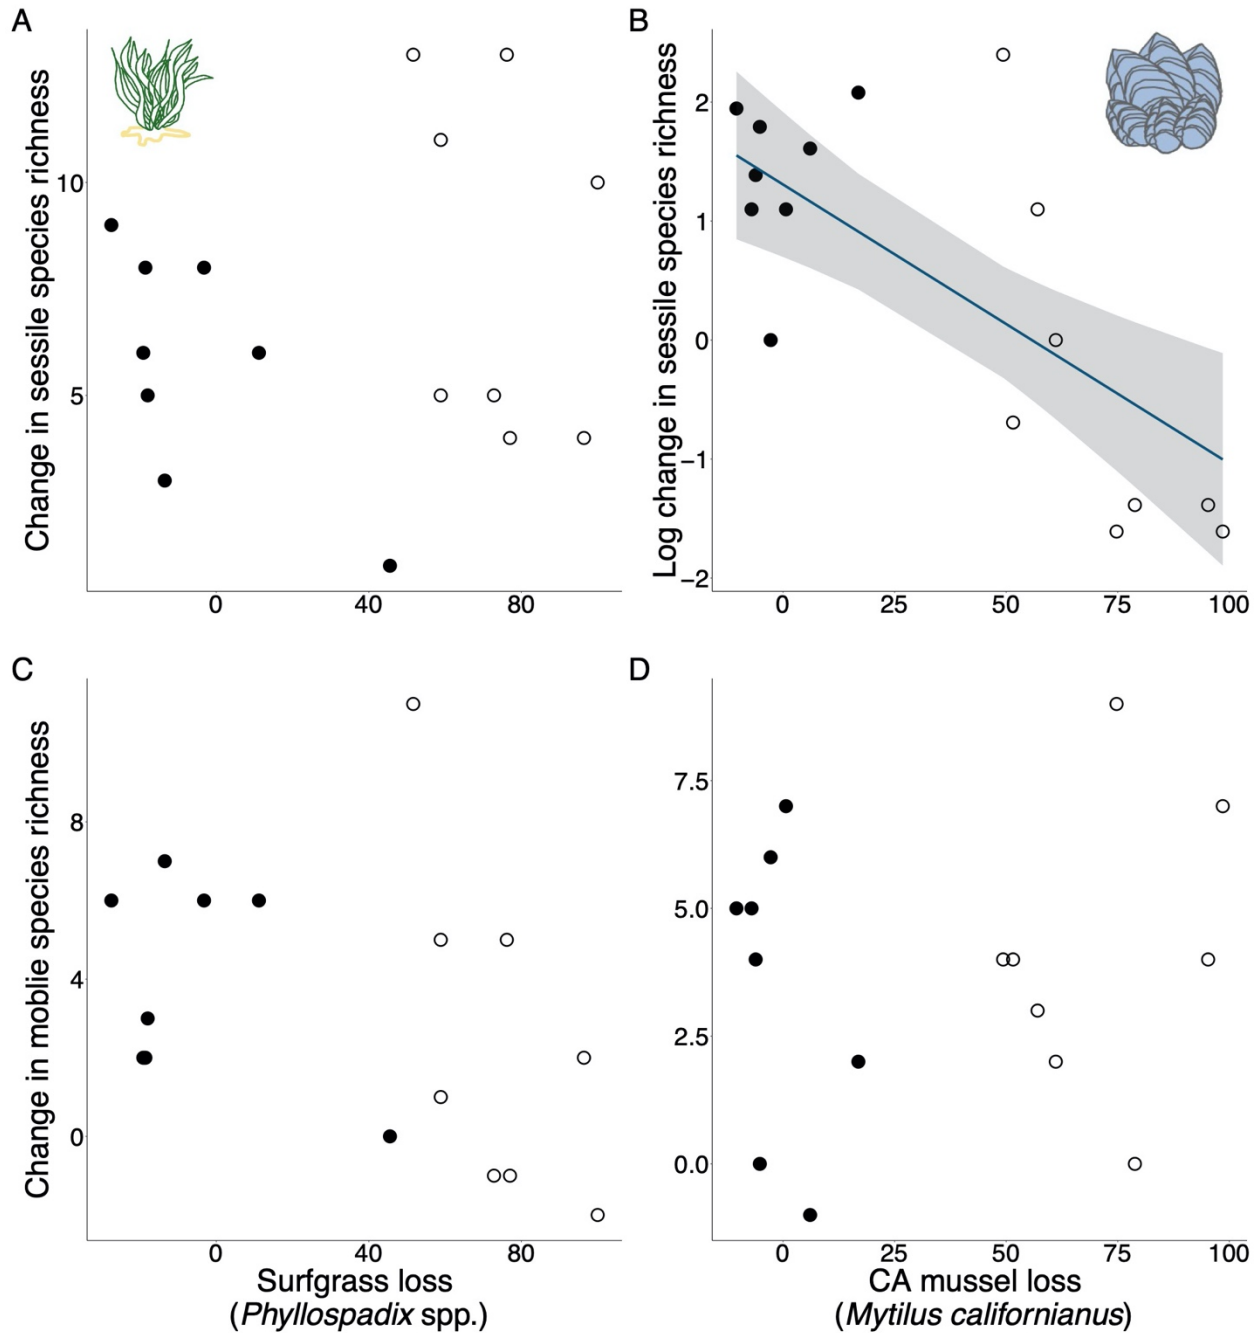 A
Change in sessile species richness
10
5
0
40
80
B
Log change in sessile species richness
2
1
0
−1
−2
0
25
50
75
100
C
Change in moblie species richness
8
4
0
0
40
80
Surfgrass loss
(Phyllospadix spp.)
D
7.5
5.0
2.5
0.0
0
25
50
75
100
CA mussel loss
(Mytilus californianus)